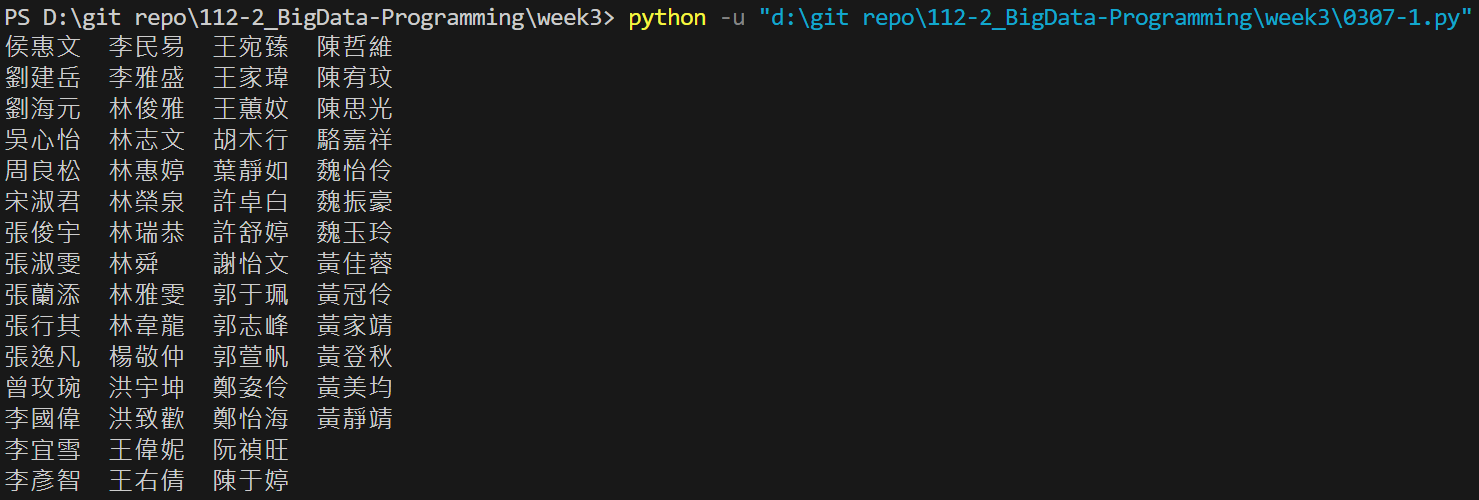 PS D:\git repo\112-2_BigData-Programming\week3> python -u "d:\git repo\112-2_BigData-Programming\week3\0307-1.py"
侯惠文 李民易 王宛臻 陳哲維
劉建岳 李雅盛 王家瑋 陳宥玟
劉海元 林俊雅 王蕙妏 陳思光
吳心怡 林志文 胡木行 駱嘉祥
周良松 林惠婷 葉靜如 魏怡伶
宋淑君 林榮泉 許卓白 魏振豪
張俊宇 林瑞恭 許舒婷 魏玉玲
張淑雯 林舜 謝怡文 黃佳蓉
張蘭添 林雅雯 郭于珮 黃冠伶
張行其 林韋龍 郭志峰 黃家靖
張逸凡 楊敬仲 郭萱帆 黃登秋
曾玫琬 洪宇坤 鄭姿伶 黃美均
李國偉 洪致歡 鄭怡海 黃靜靖
李宜雪 王偉妮 阮禎旺
李彥智 王右倩 陳于婷